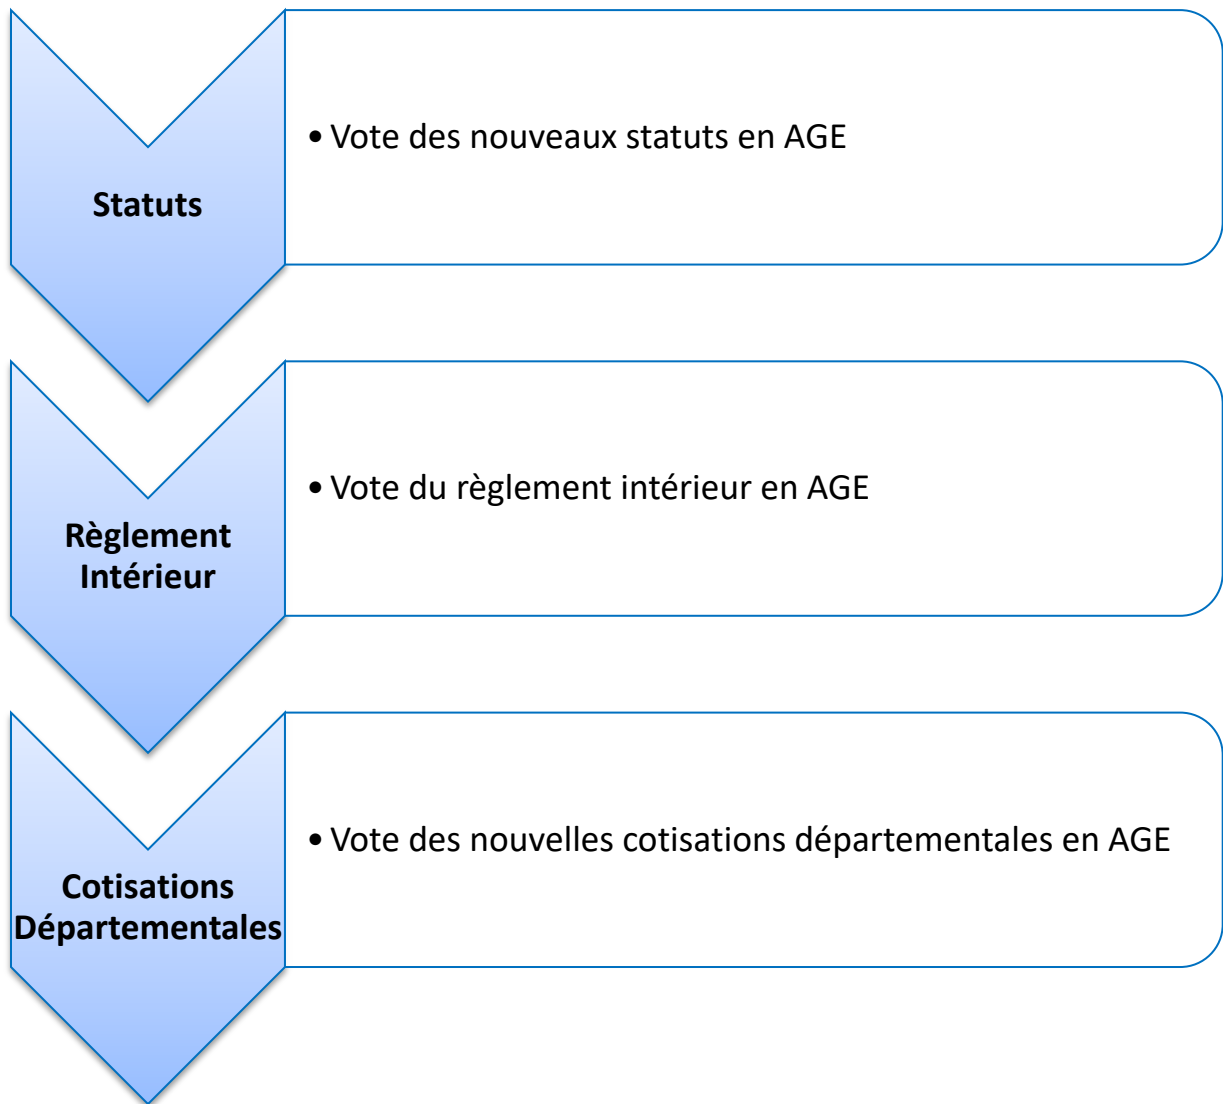 Statuts
• Vote des nouveaux statuts en AGE
Règlement
Intérieur
• Vote du règlement intérieur en AGE
Cotisations
Départementales
• Vote des nouvelles cotisations départementales en AGE